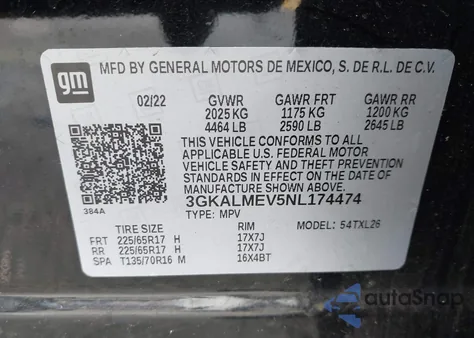 gm
MFD BY GENERAL MOTORS DE MEXICO, S. DE R.L. DE C.V.
02/22 GVWR GAWR FRT GAWR RR
2025 KG 1175 KG 1200 KG
4464 LB 2590 LB 2645 LB
THIS VEHICLE CONFORMS TO ALL
APPLICABLE U.S. FEDERAL MOTOR
VEHICLE SAFETY AND THEFT PREVENTION
STANDARDS IN EFFECT ON THE DATE OF
MANUFACTURE SHOWN ABOVE.
384A
3GKALMEV5NL174474
TYPE: MPV
TIRE SIZE RIM MODEL: 54TXL26
FRT 225/65R17 H 17X7J
RR 225/65R17 H 17X7J
SPA T135/70R16 M 16X4BT
autoSnap